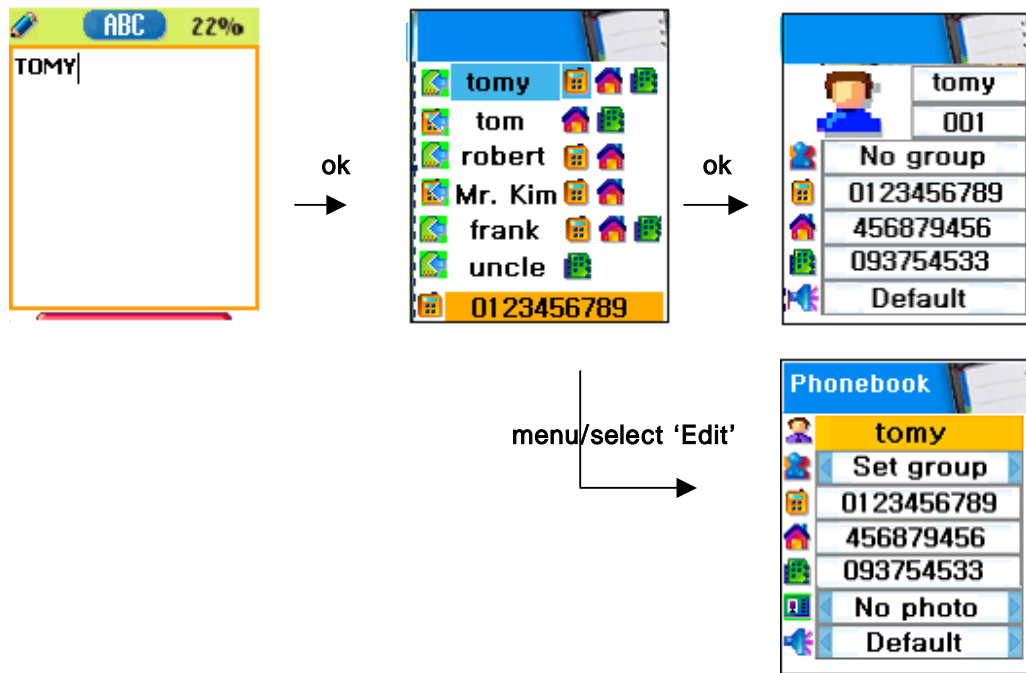 ABC 22%
TOMY
ok
tomy
tom
robert
Mr. Kim
frank
uncle
0123456789
ok
tomy
001
No group
0123456789
456879456
093754533
Default
menu/select ‘Edit’
Phonebook
tomy
Set group
0123456789
456879456
093754533
No photo
Default